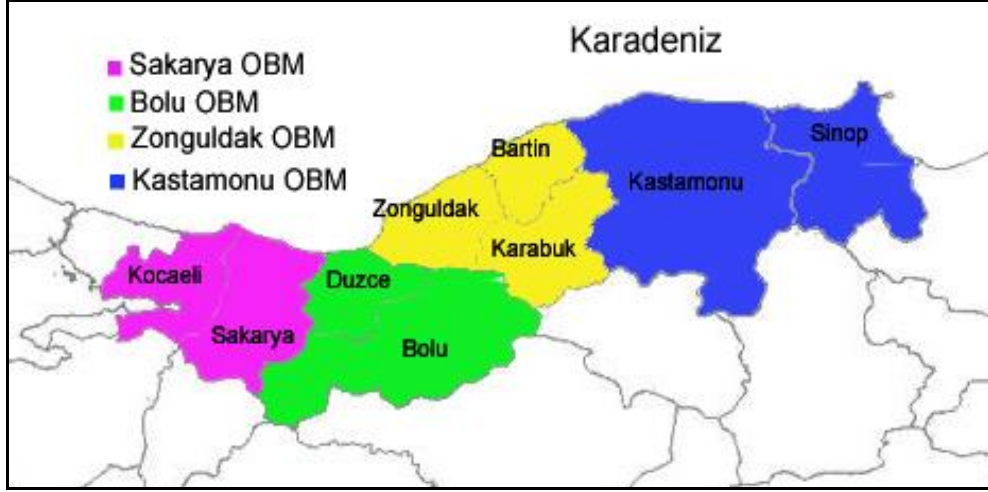 Karadeniz
Sakarya OBM
Bolu OBM
Zonguldak OBM
Kastamonu OBM
Sinop
Bartin
Kastamonu
Zonguldak
Karabuk
Kocaeli
Duzce
Sakarya
Bolu